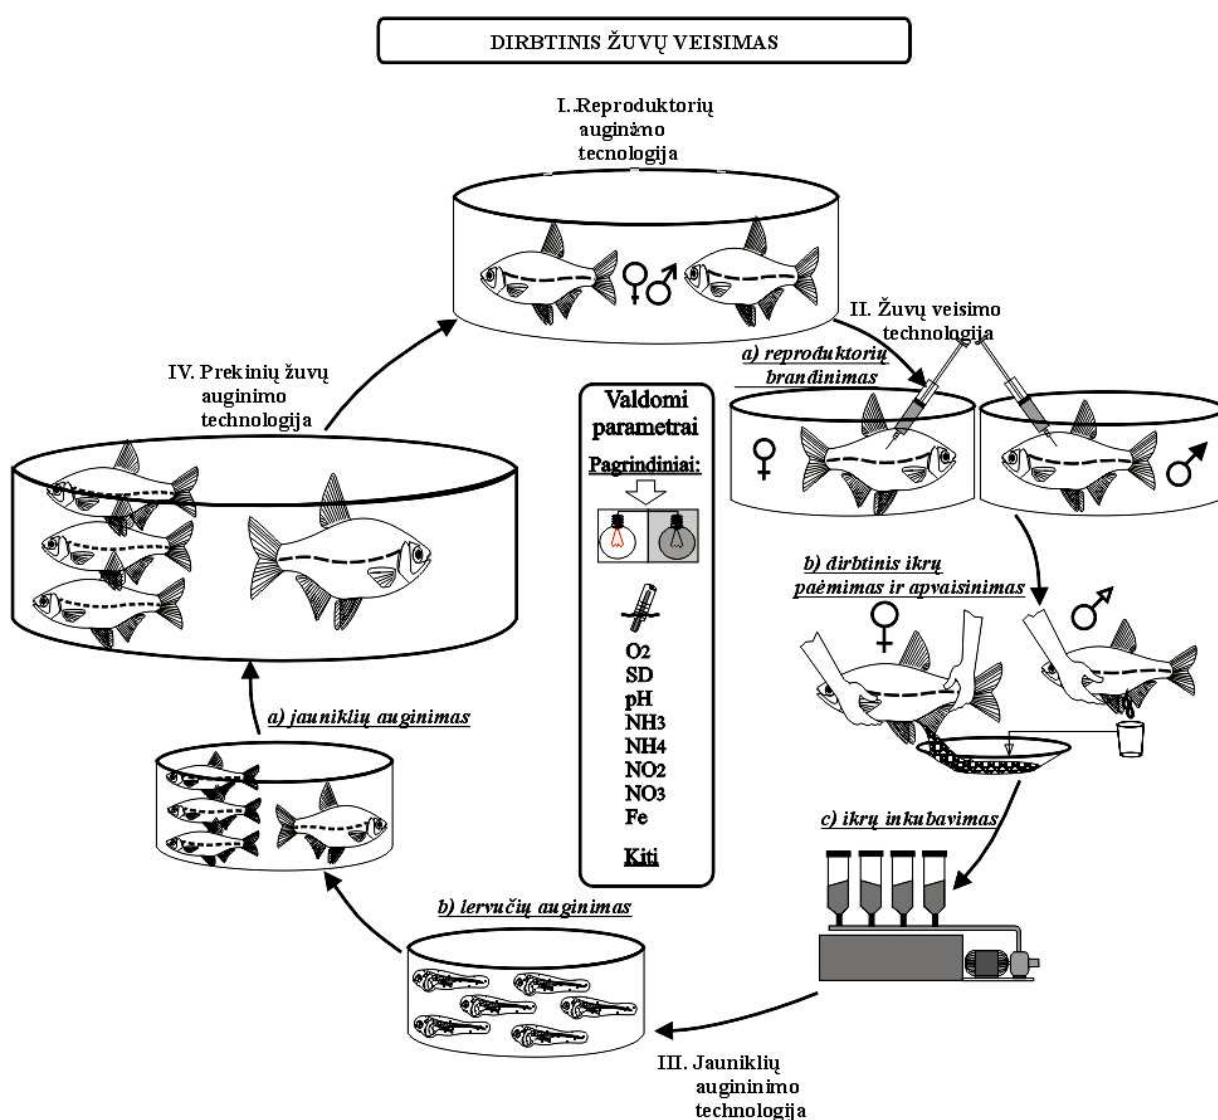 DIRBTINIS ŽUVŲ VEISIMAS
I..Reproduktorių
auginimo
tecnologija
II. Žuvų veisimo
technologija
a) reproduktorių
brandinimas
IV. Prekinių žuvų
auginimo
technologija
Valdomi
parametrai
Pagrindiniai:
O2
SD
pH
NH3
NH4
NO2
NO3
Fe
Kiti
b) dirbtinis ikrų
paėmimas ir apvaisinimas
c) ikrų inkubavimas
a) jauniklių auginimas
b) lervučių auginimas
III. Jauniklių
augininimo
technologija